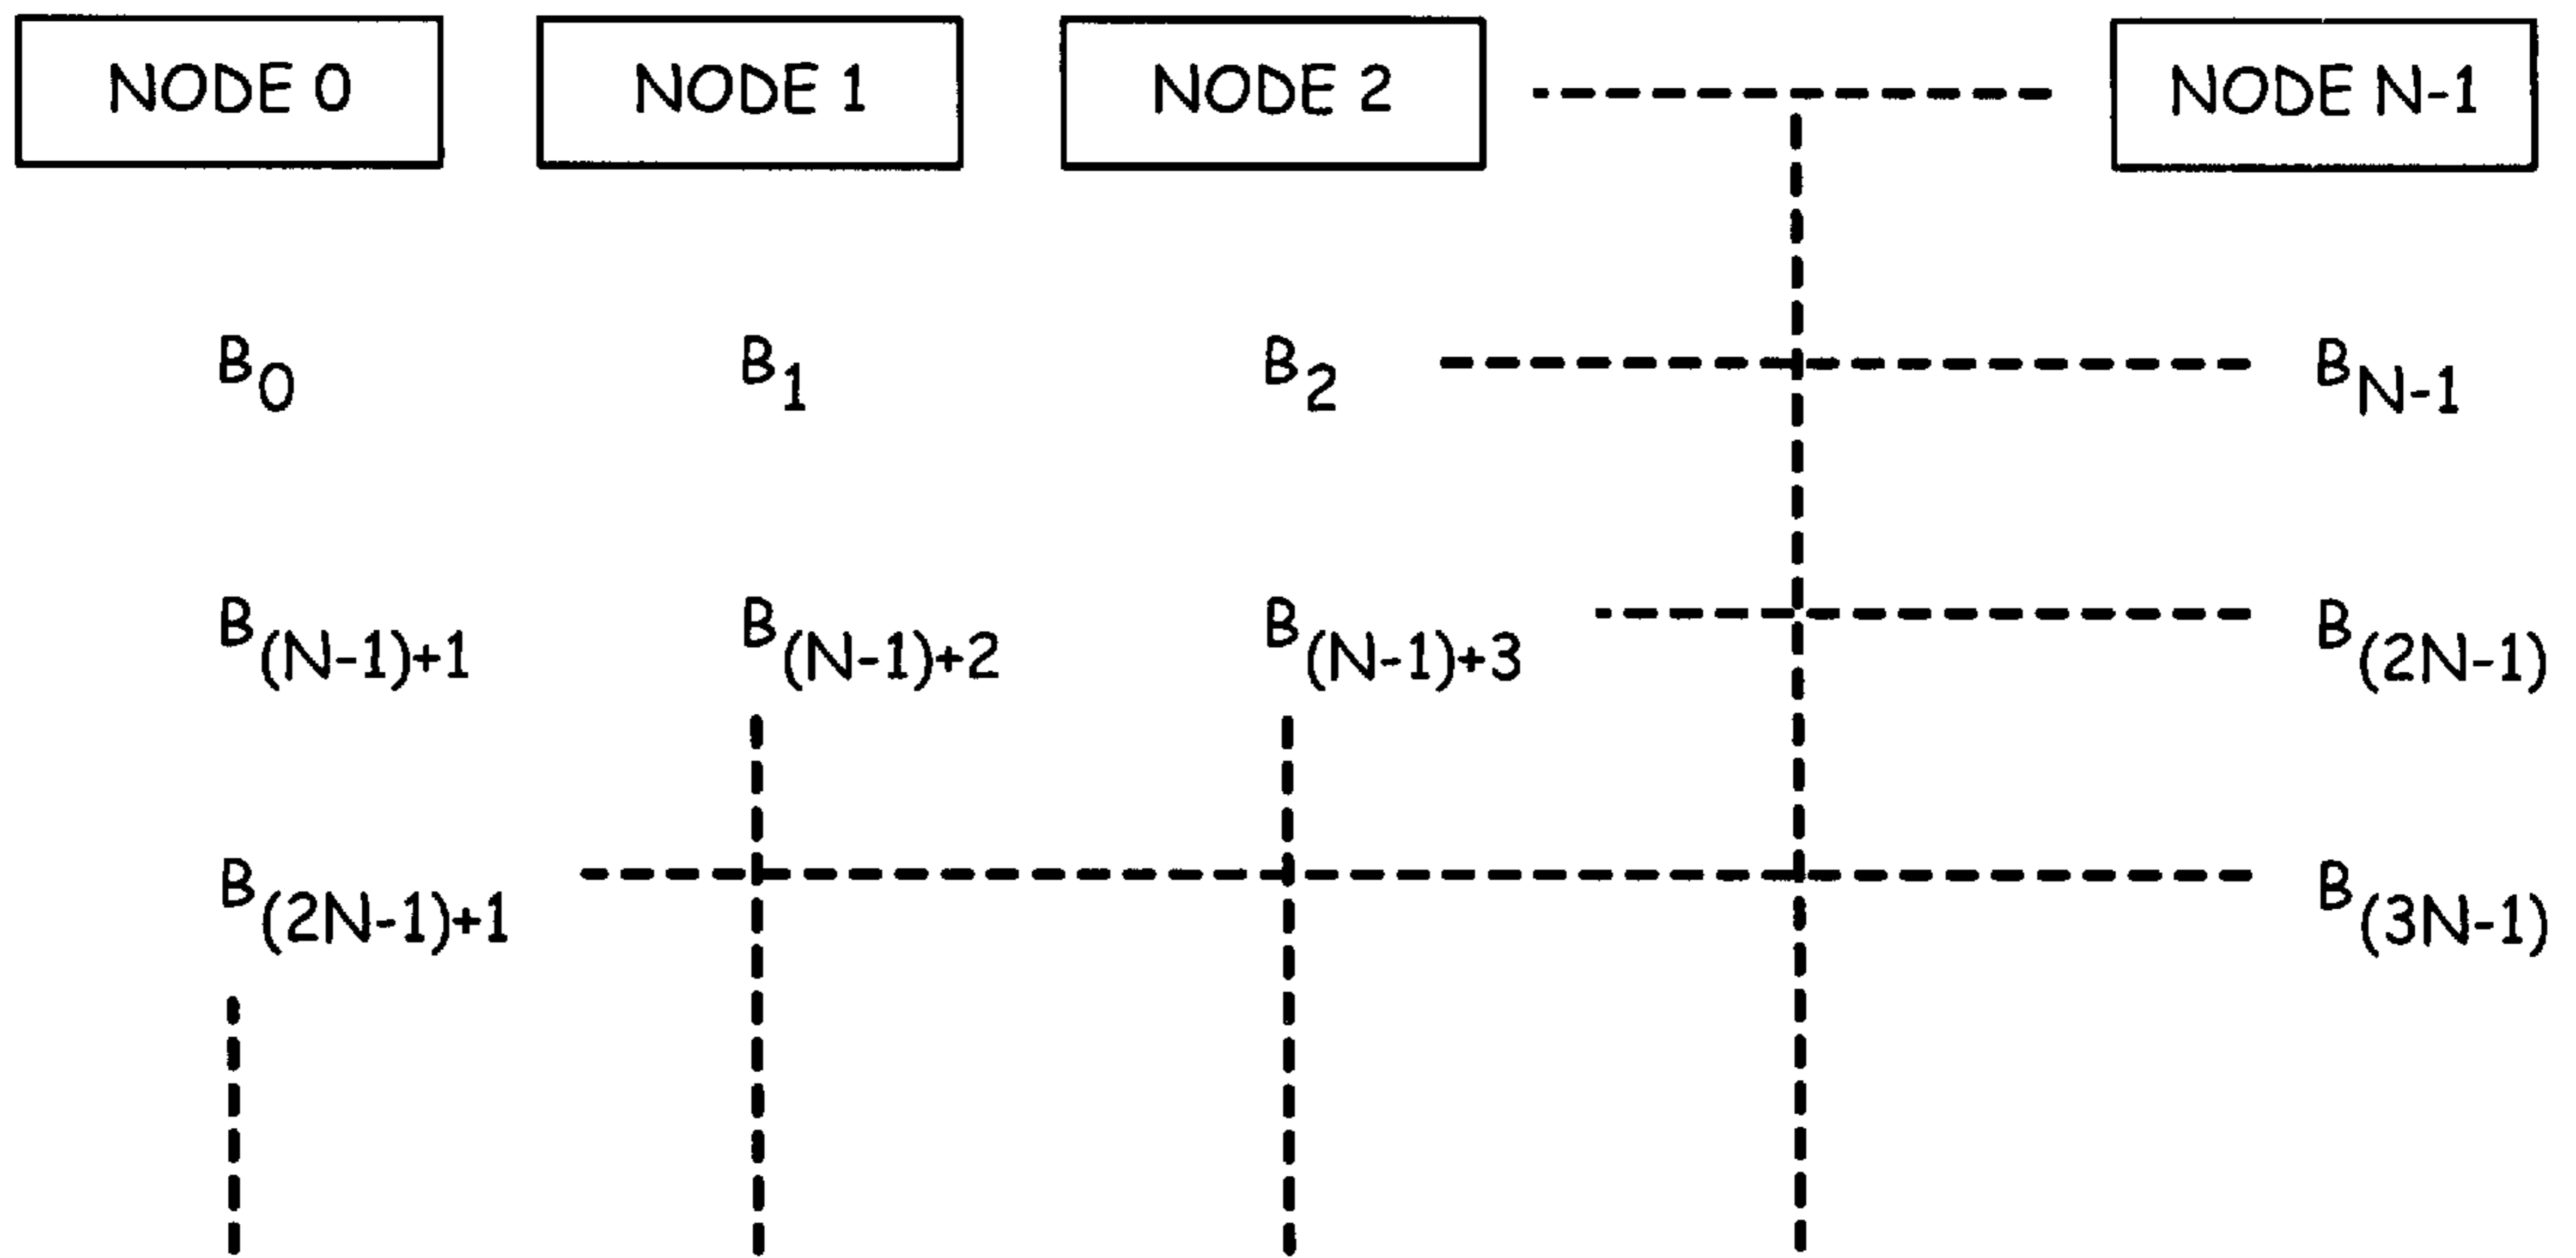 NODE 0 NODE 1 NODE 2 NODE N-1
B0 B1 B2 BN-1
B(N-1)+1 B(N-1)+2 B(N-1)+3 B(2N-1)
B(2N-1)+1 B(3N-1)